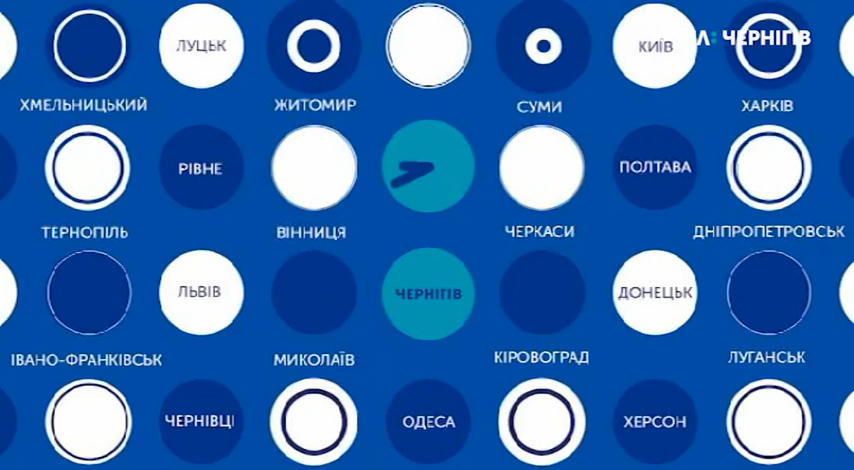 Л: ЧЕРНІГІВ
ЛУЦЬК
КИЇВ
ХМЕЛЬНИЦЬКИЙ
ЖИТОМИР
СУМИ
ХАРКІВ
РІВНЕ
ПОЛТАВА
ТЕРНОПІЛЬ
ВІННИЦЯ
ЧЕРКАСИ
ДНІПРОПЕТРОВСЬК
ЛЬВІВ
ЧЕРНІГІВ
ДОНЕЦЬК
ІВАНО-ФРАНКІВСЬК
МИКОЛАЇВ
КІРОВОГРАД
ЛУГАНСЬК
ЧЕРНІВЦІ
ОДЕСА
ХЕРСОН